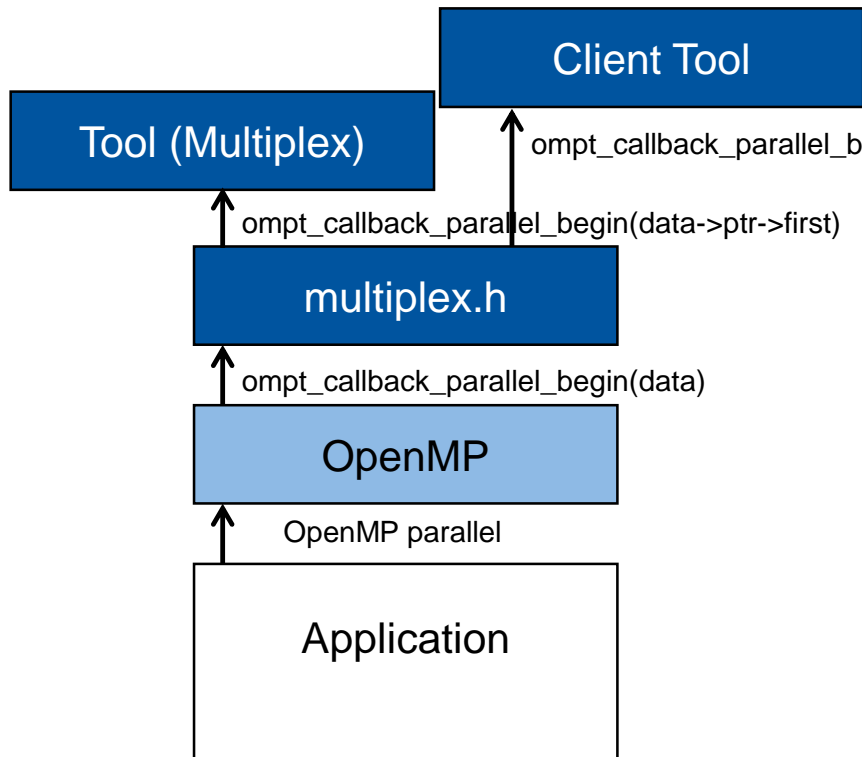 Client Tool
Tool (Multiplex)
ompt_callback_parallel_b
ompt_callback_parallel_begin(data->ptr->first)
multiplex.h
ompt_callback_parallel_begin(data)
OpenMP
OpenMP parallel
Application